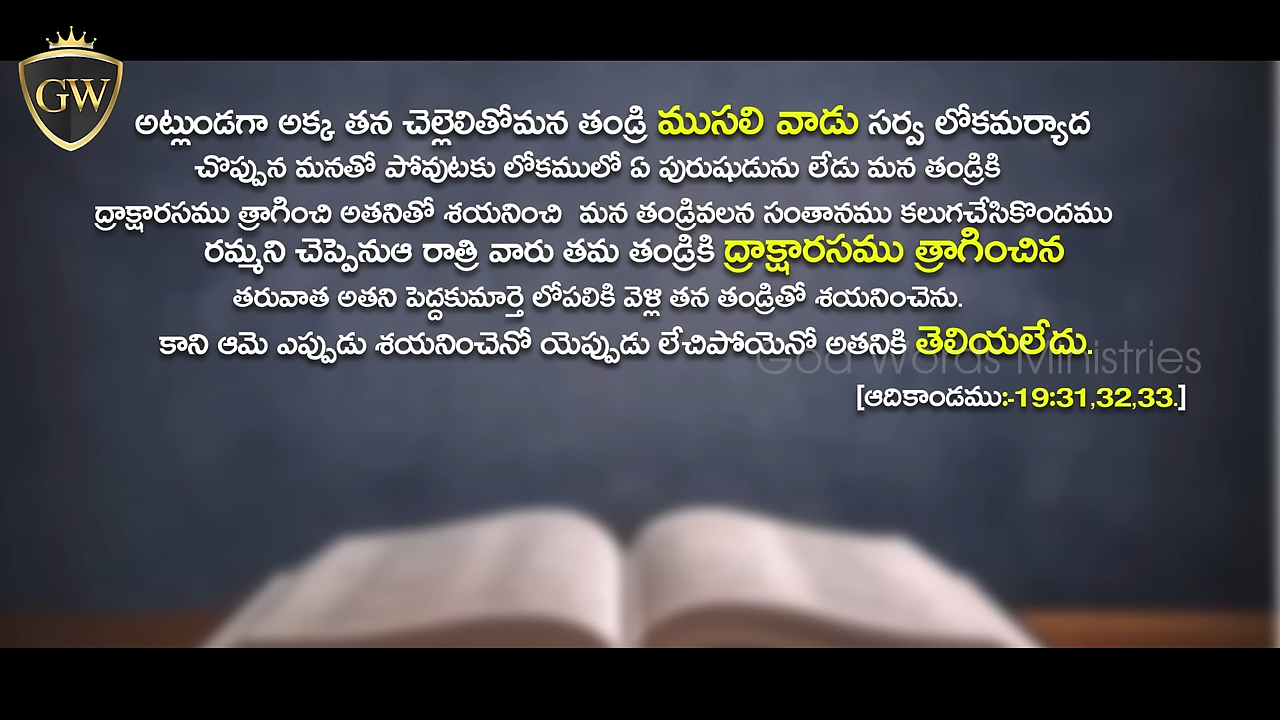 GW
అట్లుండగా అక్క తన చెల్లెలితోమన తండ్రి ముసలి వాడు సర్వ లోకమర్యాద
చొప్పున మనతో పోవుటకు లోకములో ఏ పురుషుడును లేడు మన తండ్రికి
ద్రాక్షారసము త్రాగించి అతనితో శయనించి మన తండ్రివలన సంతానము కలుగచేసికొందము
రమ్మని చెప్పెనుఆ రాత్రి వారు తమ తండ్రికి ద్రాక్షారసము త్రాగించిన
తరువాత అతని పెద్దకుమార్తె లోపలికి వెళ్లి తన తండ్రితో శయనించెను.
కాని ఆమె ఎప్పుడు శయనించెనో యెప్పుడు లేచిపోయెనో అతనికి తెలియలేదు.
God Words Ministries
[ఆదికాండము:-19:31,32,33.]